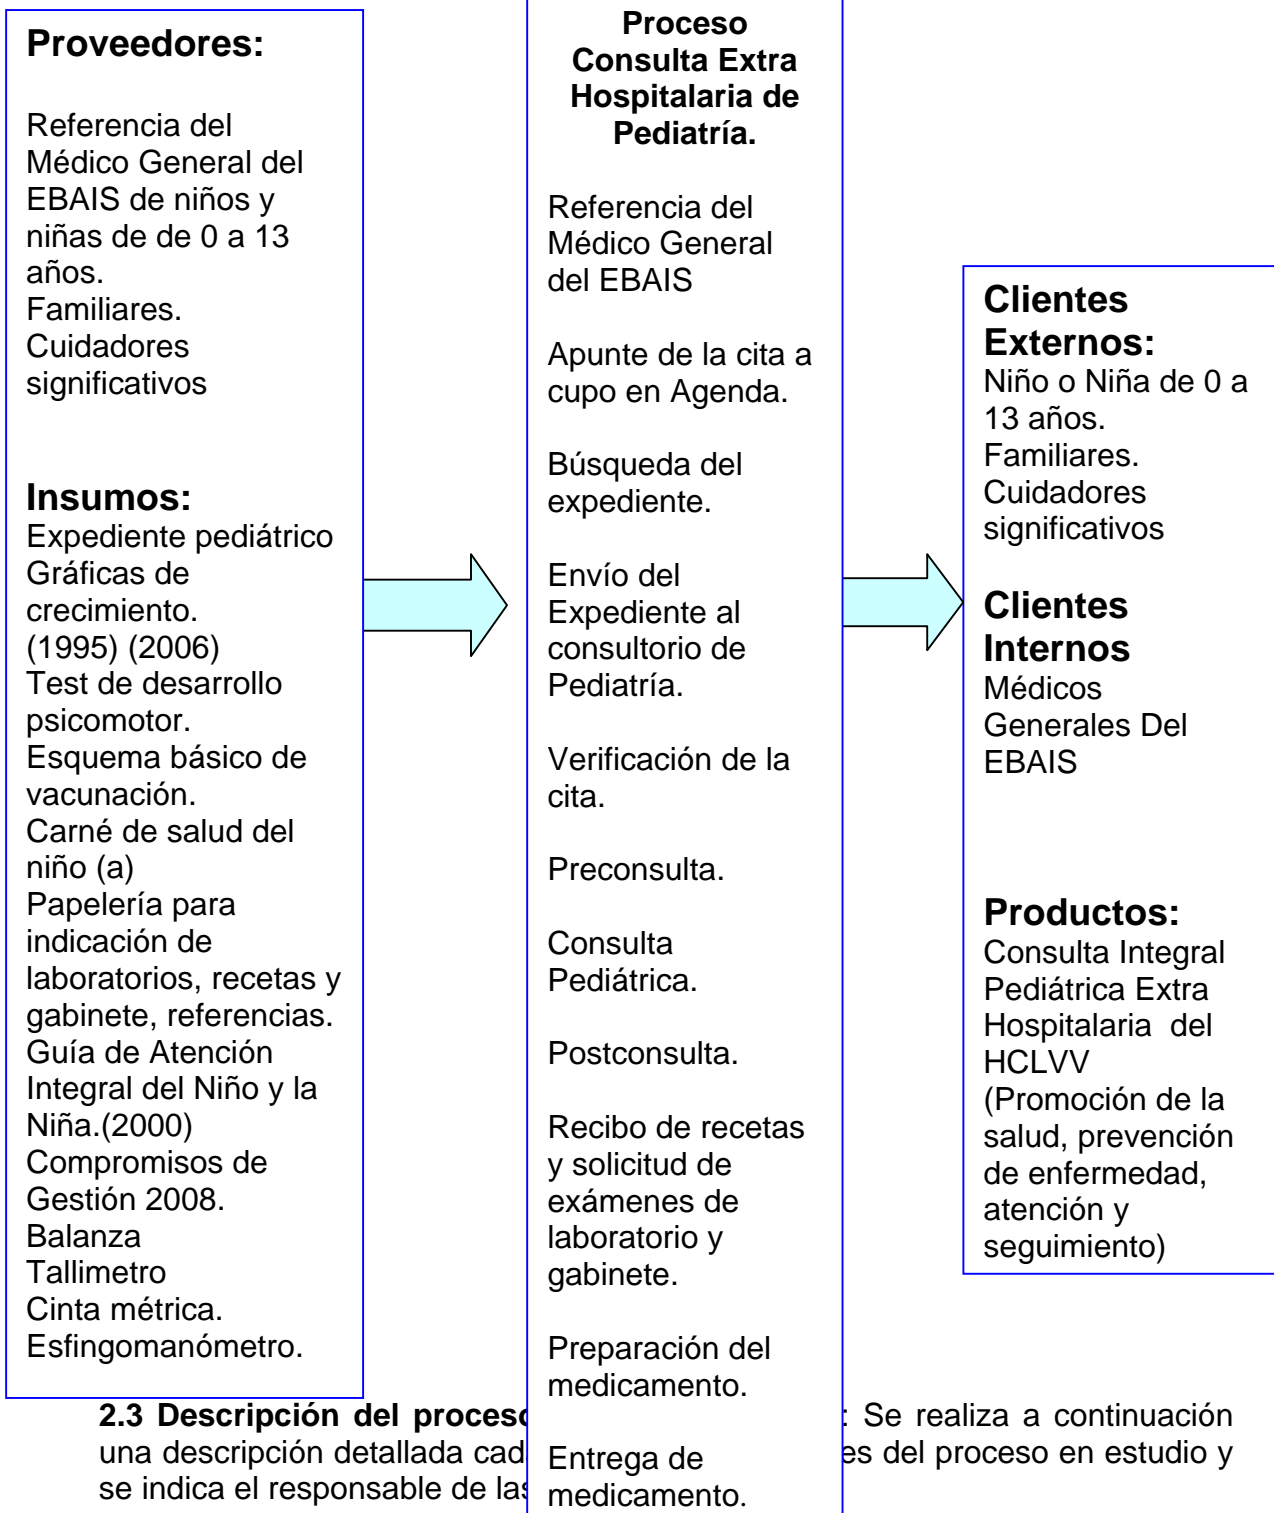 Proveedores:
Referencia del
Médico General del
EBAIS de niños y
niñas de de 0 a 13
años.
Familiares.
Cuidadores
significativos
Insumos:
Expediente pediátrico
Gráficas de
crecimiento.
(1995) (2006)
Test de desarrollo
psicomotor.
Esquema básico de
vacunación.
Carné de salud del
niño (a)
Papelería para
indicación de
laboratorios, recetas y
gabinete, referencias.
Guía de Atención
Integral del Niño y la
Niña.(2000)
Compromisos de
Gestión 2008.
Balanza
Tallimetro
Cinta métrica.
Esfingomanómetro.
Proceso
Consulta Extra
Hospitalaria de
Pediatría.
Referencia del
Médico General
del EBAIS
Apunte de la cita a
cupo en Agenda.
Búsqueda del
expediente.
Envío del
Expediente al
consultorio de
Pediatría.
Verificación de la
cita.
Preconsulta.
Consulta
Pediátrica.
Postconsulta.
Recibo de recetas
y solicitud de
exámenes de
laboratorio y
gabinete.
Preparación del
medicamento.
Entrega de
medicamento.
Clientes
Externos:
Niño o Niña de 0 a
13 años.
Familiares.
Cuidadores
significativos
Clientes
Internos
Médicos
Generales Del
EBAIS
Productos:
Consulta Integral
Pediátrica Extra
Hospitalaria del
HCLVV
(Promoción de la
salud, prevención
de enfermedad,
atención y
seguimiento)
2.3 Descripción del proceso : Se realiza a continuación
una descripción detallada cad es del proceso en estudio y
se indica el responsable de las